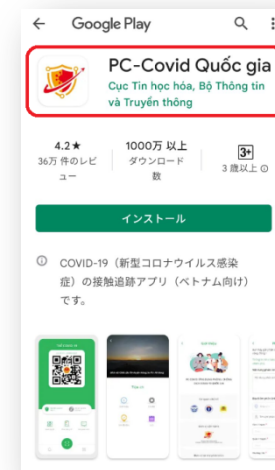 Google Play
PC-Covid Quốc gia
Cục Tin học hóa, Bộ Thông tin
và Truyền thông
4.2★
36万 件のレビ
ュー
1000万 以上
ダウンロード
数
3+
3 歳以上
インストール
COVID-19（新型コロナウイルス感染
症）の接触追跡アプリ（ベトナム向け）
です。